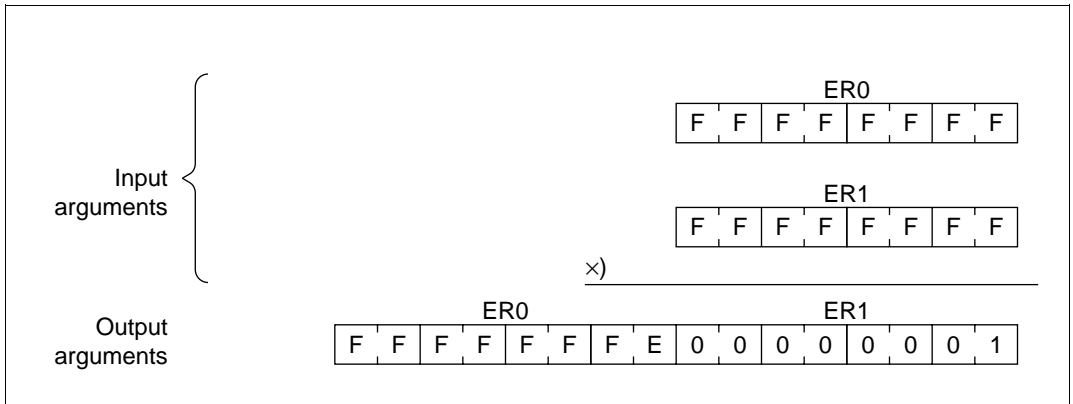 ER0
F F F F F F F F
Input
arguments
ER1
F F F F F F F F
×)
ER0 ER1
Output
arguments
F F F F F F F E 0 0 0 0 0 0 0 1